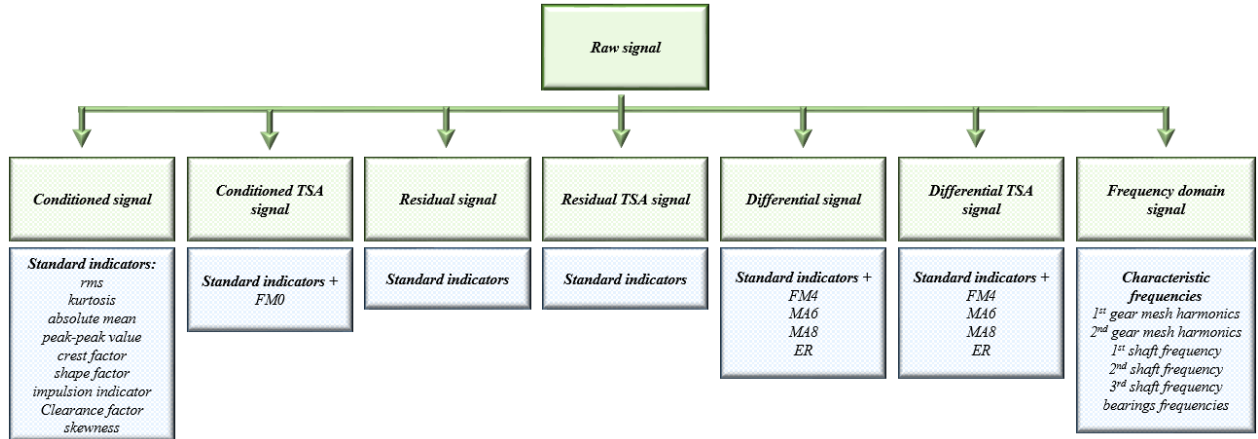 Raw signal
Conditioned signal
Conditioned TSA
signal
Residual signal
Residual TSA signal
Differential signal
Differential TSA
signal
Frequency domain
signal
Standard indicators:
rms
kurtosis
absolute mean
peak-peak value
crest factor
shape factor
impulsion indicator
Clearance factor
skewness
Standard indicators +
FM0
Standard indicators
Standard indicators
Standard indicators +
FM4
MA6
MA8
ER
Standard indicators +
FM4
MA6
MA8
ER
Characteristic
frequencies
1st gear mesh harmonics
2nd gear mesh harmonics
1st shaft frequency
2nd shaft frequency
3rd shaft frequency
bearings frequencies